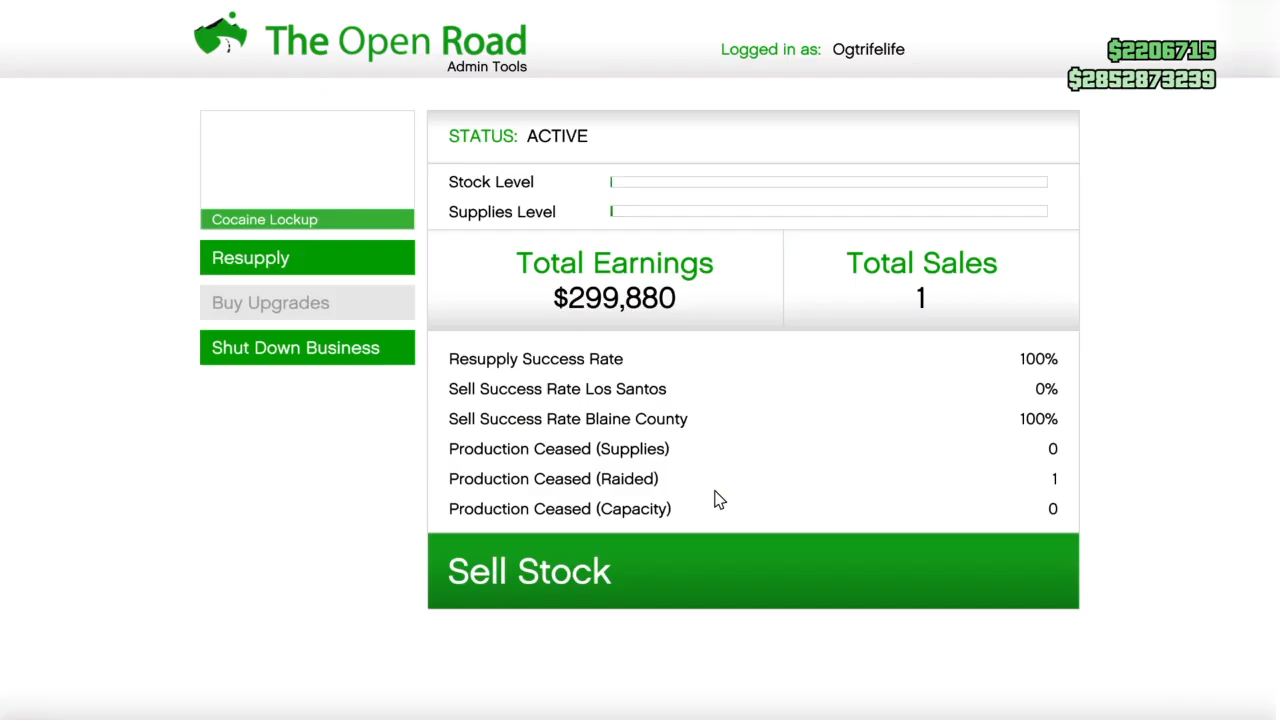 The Open Road
Admin Tools
Logged in as: Ogtrifelife
$2206715
$2852873239
Cocaine Lockup
Resupply
Buy Upgrades
Shut Down Business
STATUS: ACTIVE
Stock Level
Supplies Level
Total Earnings
$299,880
Total Sales
1
Resupply Success Rate 100%
Sell Success Rate Los Santos 0%
Sell Success Rate Blaine County 100%
Production Ceased (Supplies) 0
Production Ceased (Raided) 1
Production Ceased (Capacity) 0
Sell Stock